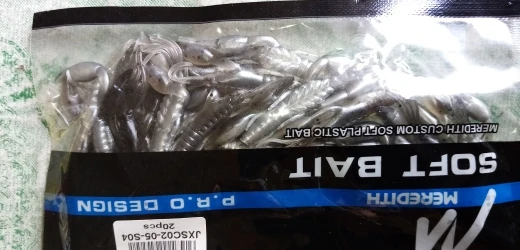 MEREDITH CUSTOM SOFT PLASTIC BAIT
SOFT BAIT
MEREDITH
P.R.O DESIGN
JXSC02-05-S04
20pcs